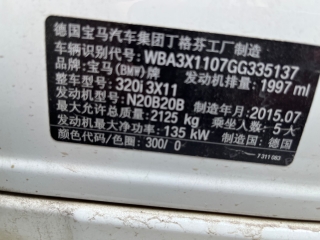 德国宝马汽车集团丁格芬工厂制造
车辆识别代号:WBA3X1107GG335137
品牌:宝马(BMW)牌 发动机排量:1997 ml
整车型号:320i 3X11
发动机型号:N20B20B 制造年月:2015.07
最大允许总质量:2125 kg 乘坐人数:5 人
发动机最大净功率:135 kW 制造国:德国
颜色代码/色号:300/ 0
7 311 083